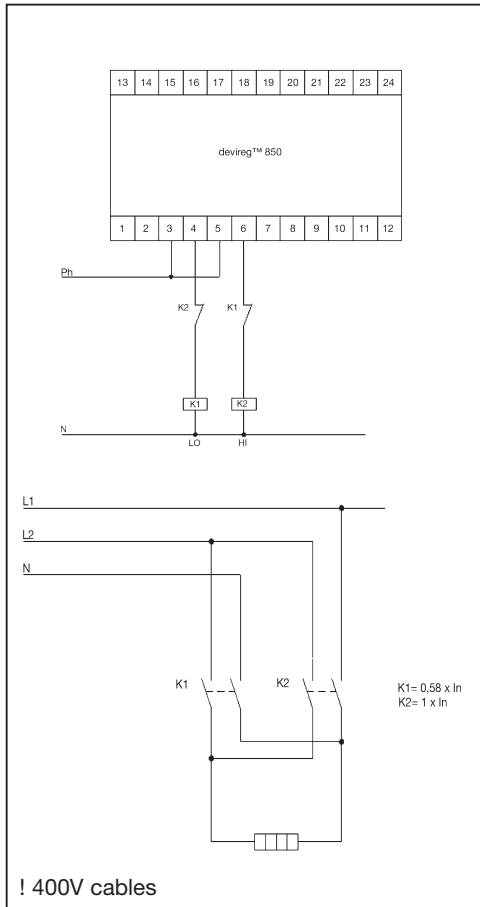 13 14 15 16 17 18 19 20 21 22 23 24
devireg™ 850
1 2 3 4 5 6 7 8 9 10 11 12
Ph
K2 K1
K1 K2
N
LO HI
L1
L2
N
K1 K2
K1= 0,58 x In
K2= 1 x In
! 400V cables